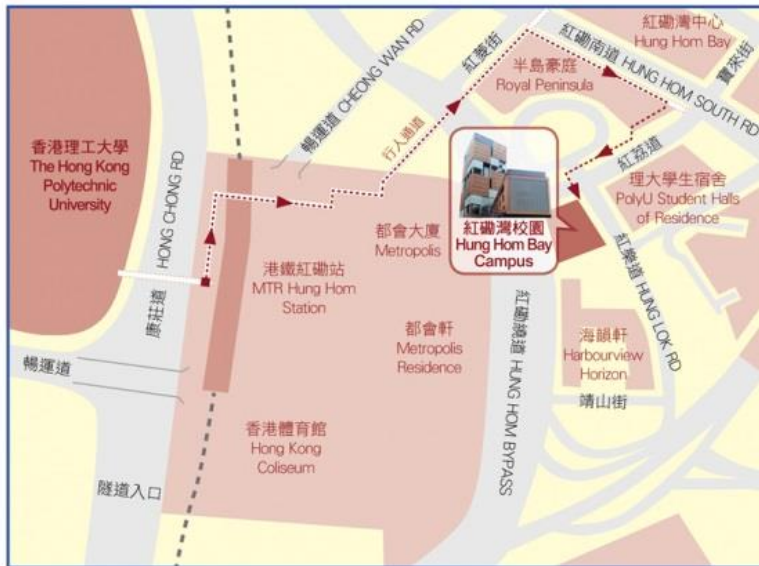 紅磡灣中心
Hung Hom Bay
寶來街
紅磡南道 HUNG HOM SOUTH RD
紅菱街
暢運道 CHEONG WAN RD
半島豪庭
Royal Peninsula
香港理工大學
The Hong Kong
Polytechnic
University
康莊道 HONG CHONG RD
行人通道
紅荔道
理大學生宿舍
PolyU Student Halls
of Residence
紅磡灣校園
Hung Hom Bay
Campus
都會大廈
Metropolis
港鐵紅磡站
MTR Hung Hom
Station
紅樂道 HUNG LOK RD
紅磡繞道 HUNG HOM BYPASS
都會軒
Metropolis
Residence
海韻軒
Harbourview
Horizon
暢運道
靖山街
香港體育館
Hong Kong
Coliseum
隧道入口